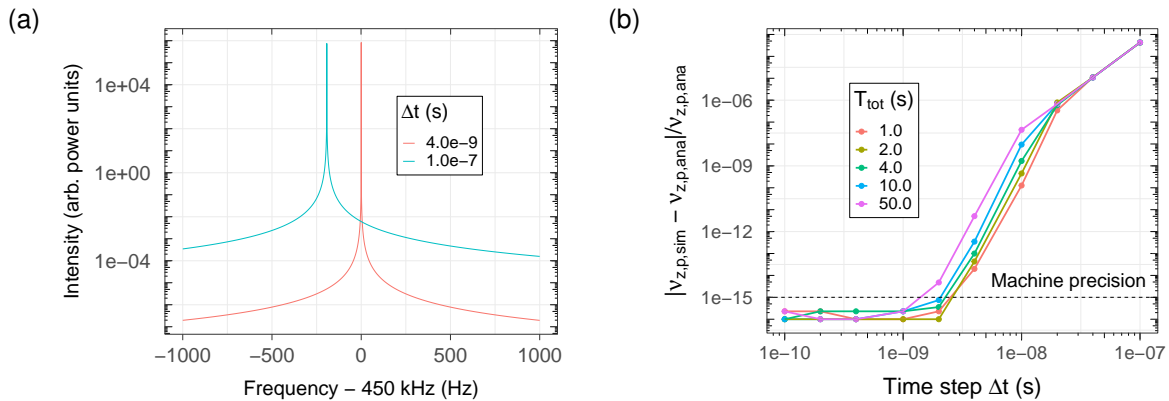 (a)
Intensity (arb. power units)
1e+04
1e+00
1e−04
Δt (s)
4.0e−9
1.0e−7
−1000
−500
0
500
1000
Frequency − 450 kHz (Hz)
(b)
|νz,p,sim − νz,p,ana|/νz,p,ana
1e−06
1e−09
1e−12
1e−15
Ttot (s)
1.0
2.0
4.0
10.0
50.0
Machine precision
1e−10
1e−09
1e−08
1e−07
Time step Δt (s)